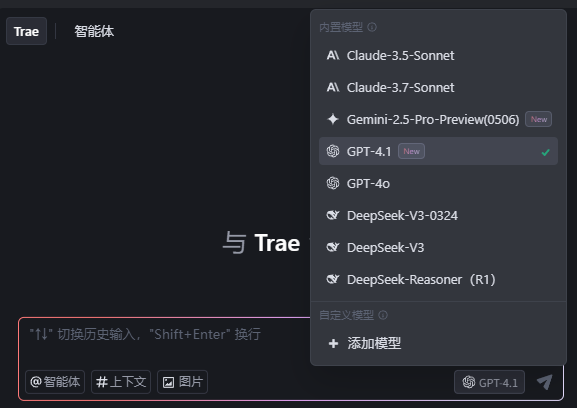 Trae
智能体
内置模型
Claude-3.5-Sonnet
Claude-3.7-Sonnet
Gemini-2.5-Pro-Preview(0506) New
GPT-4.1 New
GPT-4o
DeepSeek-V3-0324
DeepSeek-V3
DeepSeek-Reasoner（R1）
自定义模型
添加模型
与 Trae
"↑↓" 切换历史输入，"Shift+Enter" 换行
@智能体
#上下文
图片
GPT-4.1